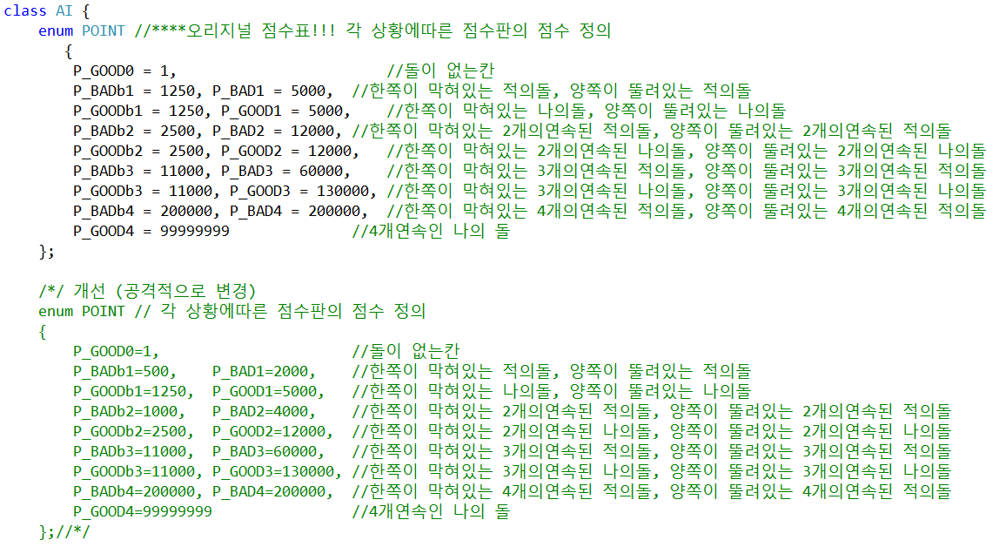 class AI {
enum POINT //****오리지널 점수표!!! 각 상황에따른 점수판의 점수 정의
{
P_GOOD0 = 1, //돌이 없는칸
P_BADb1 = 1250, P_BAD1 = 5000, //한쪽이 막혀있는 적의돌, 양쪽이 뚫려있는 적의돌
P_GOODb1 = 1250, P_GOOD1 = 5000, //한쪽이 막혀있는 나의돌, 양쪽이 뚫려있는 나의돌
P_BADb2 = 2500, P_BAD2 = 12000, //한쪽이 막혀있는 2개의연속된 적의돌, 양쪽이 뚫려있는 2개의연속된 적의돌
P_GOODb2 = 2500, P_GOOD2 = 12000, //한쪽이 막혀있는 2개의연속된 나의돌, 양쪽이 뚫려있는 2개의연속된 나의돌
P_BADb3 = 11000, P_BAD3 = 60000, //한쪽이 막혀있는 3개의연속된 적의돌, 양쪽이 뚫려있는 3개의연속된 적의돌
P_GOODb3 = 11000, P_GOOD3 = 130000, //한쪽이 막혀있는 3개의연속된 나의돌, 양쪽이 뚫려있는 3개의연속된 나의돌
P_BADb4 = 200000, P_BAD4 = 200000, //한쪽이 막혀있는 4개의연속된 적의돌, 양쪽이 뚫려있는 4개의연속된 적의돌
P_GOOD4 = 99999999 //4개연속인 나의 돌
};
/*/ 개선 (공격적으로 변경)
enum POINT // 각 상황에따른 점수판의 점수 정의
{
P_GOOD0=1, //돌이 없는칸
P_BADb1=500, P_BAD1=2000, //한쪽이 막혀있는 적의돌, 양쪽이 뚫려있는 적의돌
P_GOODb1=1250, P_GOOD1=5000, //한쪽이 막혀있는 나의돌, 양쪽이 뚫려있는 나의돌
P_BADb2=1000, P_BAD2=4000, //한쪽이 막혀있는 2개의연속된 적의돌, 양쪽이 뚫려있는 2개의연속된 적의돌
P_GOODb2=2500, P_GOOD2=12000, //한쪽이 막혀있는 2개의연속된 나의돌, 양쪽이 뚫려있는 2개의연속된 나의돌
P_BADb3=11000, P_BAD3=60000, //한쪽이 막혀있는 3개의연속된 적의돌, 양쪽이 뚫려있는 3개의연속된 적의돌
P_GOODb3=11000, P_GOOD3=130000, //한쪽이 막혀있는 3개의연속된 나의돌, 양쪽이 뚫려있는 3개의연속된 나의돌
P_BADb4=200000, P_BAD4=200000, //한쪽이 막혀있는 4개의연속된 적의돌, 양쪽이 뚫려있는 4개의연속된 적의돌
P_GOOD4=99999999 //4개연속인 나의 돌
};//*/